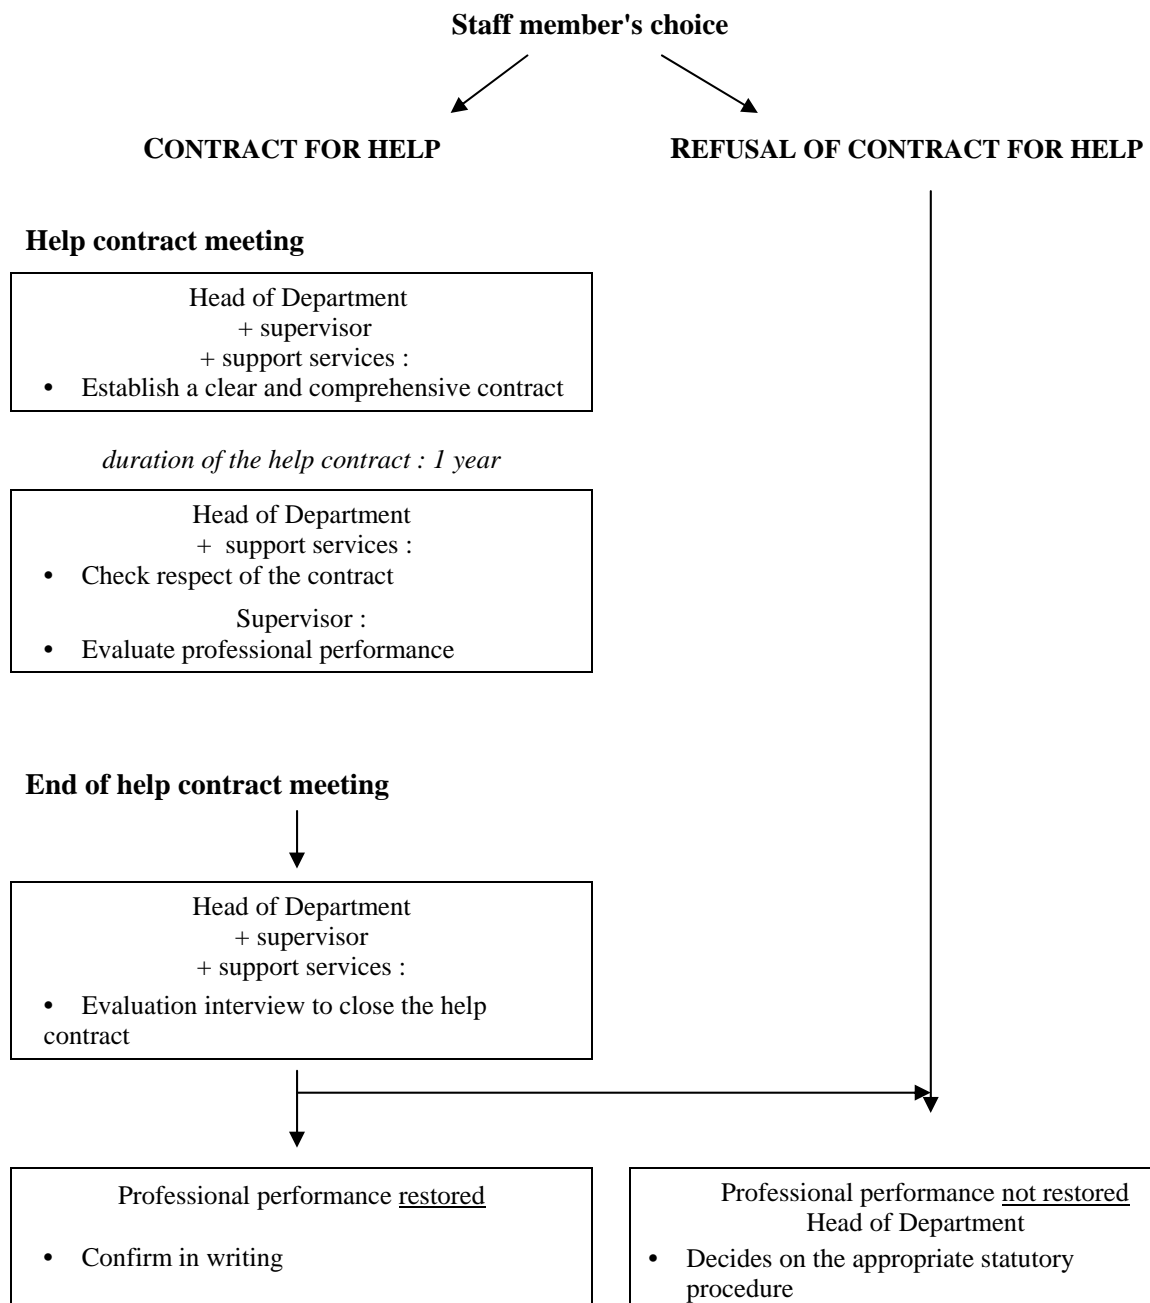 Staff member's choice
CONTRACT FOR HELP
REFUSAL OF CONTRACT FOR HELP
Help contract meeting
Head of Department
+ supervisor
+ support services :
• Establish a clear and comprehensive contract
duration of the help contract : 1 year
Head of Department
+ support services :
• Check respect of the contract
Supervisor :
• Evaluate professional performance
End of help contract meeting
Head of Department
+ supervisor
+ support services :
• Evaluation interview to close the help
contract
Professional performance restored
• Confirm in writing
Professional performance not restored
Head of Department
• Decides on the appropriate statutory
procedure